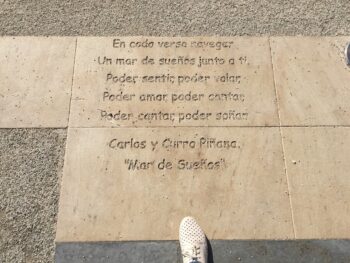 En cada verso navegar
Un mar de sueños junto a ti.
Poder sentir, poder volar,
Poder amar, poder cantar,
Poder cantar, poder soñar.
Carlos y Curro Piñana.
"Mar de Sueños"